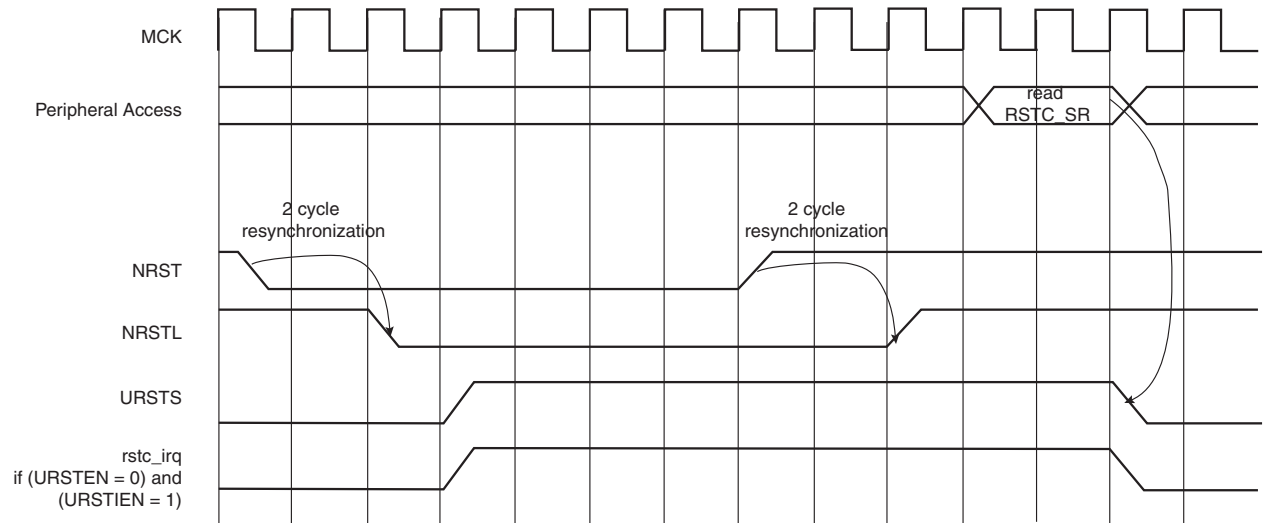 MCK
Peripheral Access
read
RSTC_SR
2 cycle
resynchronization
2 cycle
resynchronization
NRST
NRSTL
URSTS
rstc_irq
if (URSTEN = 0) and
(URSTIEN = 1)